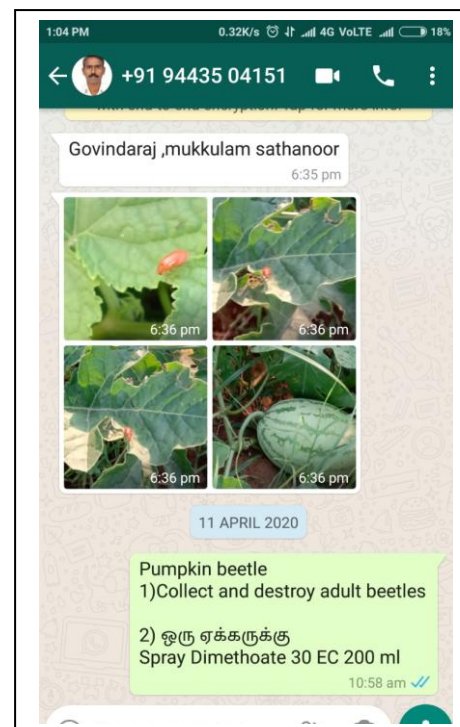 1:04 PM 0.32K/s 4G VoLTE 18%
+91 94435 04151
Govindaraj ,mukkulam sathanoor
6:35 pm
6:36 pm 6:36 pm
6:36 pm 6:36 pm
11 APRIL 2020
Pumpkin beetle
1)Collect and destroy adult beetles
2) ஒரு ஏக்கருக்கு
Spray Dimethoate 30 EC 200 ml
10:58 am